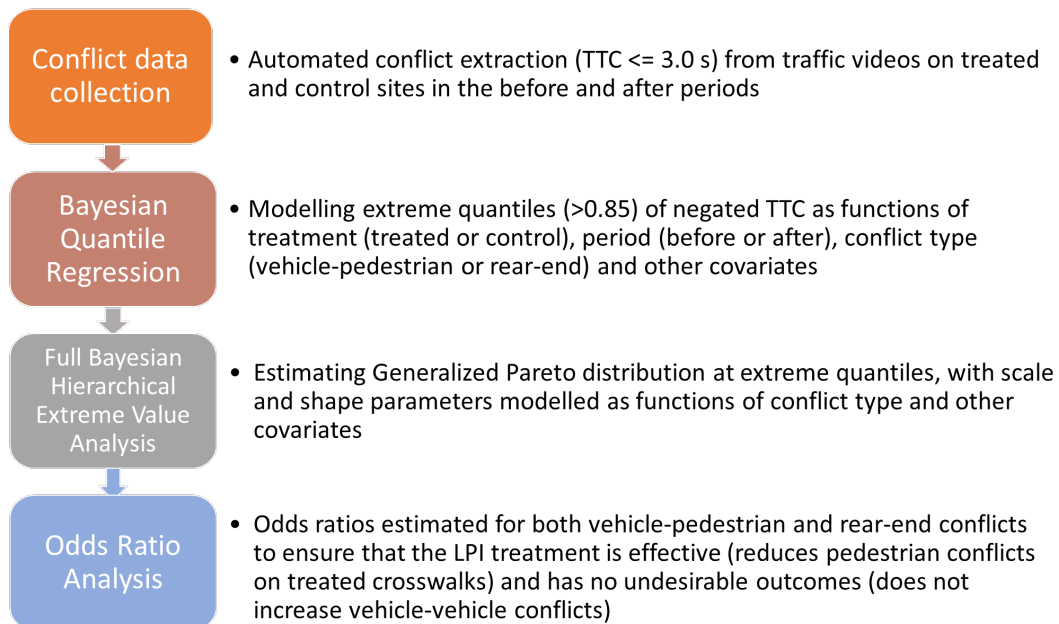 Conflict data
collection
• Automated conflict extraction (TTC <= 3.0 s) from traffic videos on treated
and control sites in the before and after periods
Bayesian
Quantile
Regression
• Modelling extreme quantiles (>0.85) of negated TTC as functions of
treatment (treated or control), period (before or after), conflict type
(vehicle-pedestrian or rear-end) and other covariates
Full Bayesian
Hierarchical
Extreme Value
Analysis
• Estimating Generalized Pareto distribution at extreme quantiles, with scale
and shape parameters modelled as functions of conflict type and other
covariates
Odds Ratio
Analysis
• Odds ratios estimated for both vehicle-pedestrian and rear-end conflicts
to ensure that the LPI treatment is effective (reduces pedestrian conflicts
on treated crosswalks) and has no undesirable outcomes (does not
increase vehicle-vehicle conflicts)